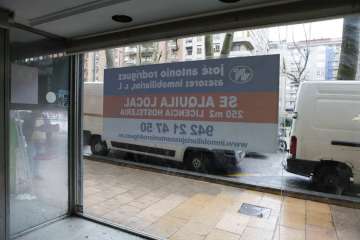 josé antonio rodríguez
asesores inmobiliarios, s. l.
SE ALQUILA LOCAL
250 m2 LICENCIA HOSTELERIA
942 21 47 50